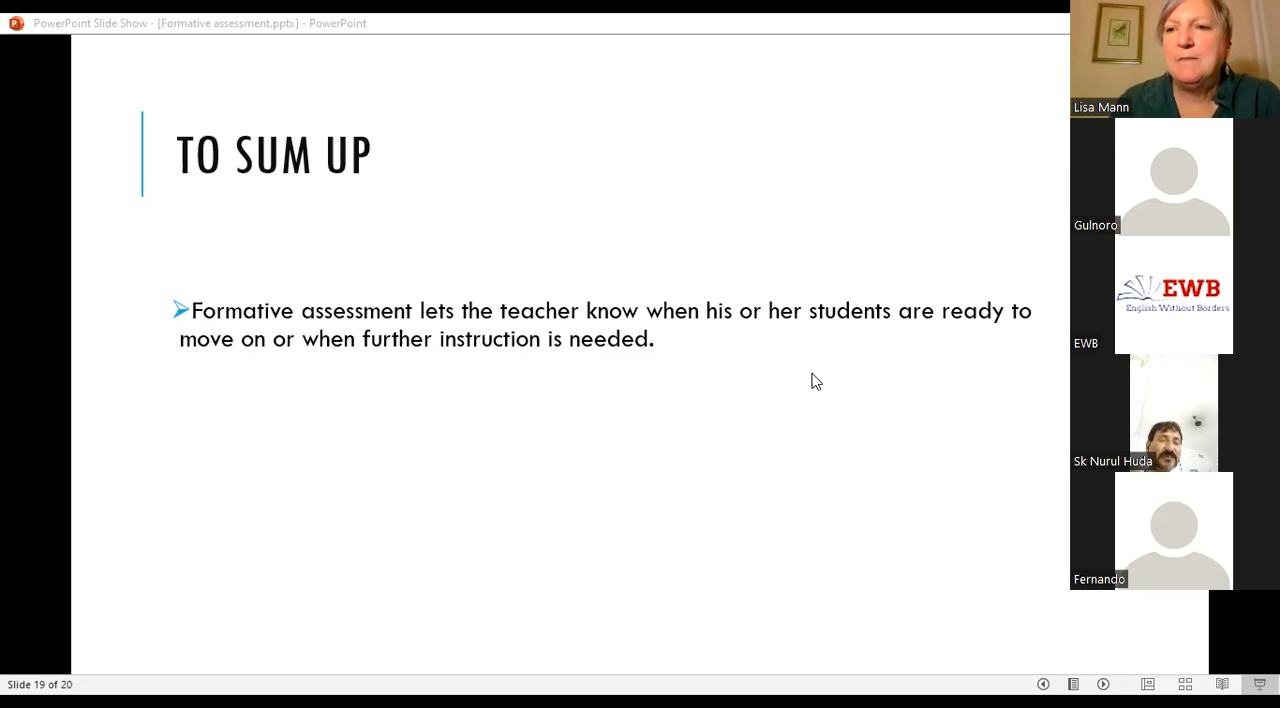 PowerPoint Slide Show - [Formative assessment.pptx] - PowerPoint
TO SUM UP
Formative assessment lets the teacher know when his or her students are ready to
move on or when further instruction is needed.
Slide 19 of 20
Lisa Mann
Gulnoro
EWB
English Without Borders
EWB
Sk Nurul Huda
Fernando